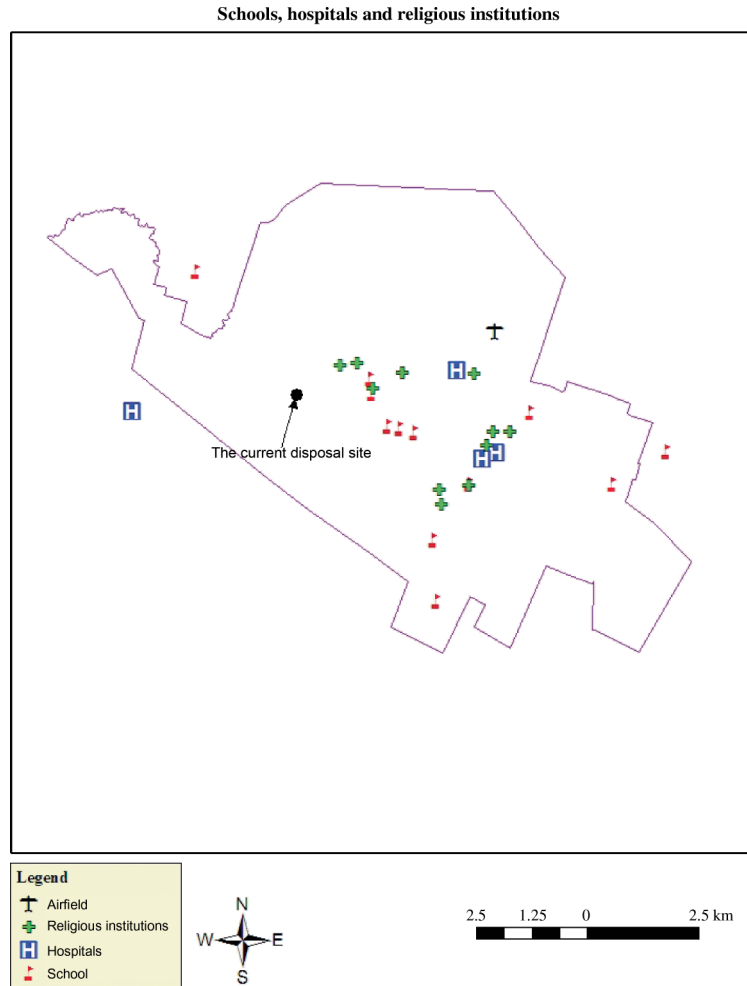 Schools, hospitals and religious institutions
H
H
The current disposal site
H
H
Legend
Airfield
Religious institutions
H Hospitals
School
N
W E
S
2.5 1.25 0 2.5 km